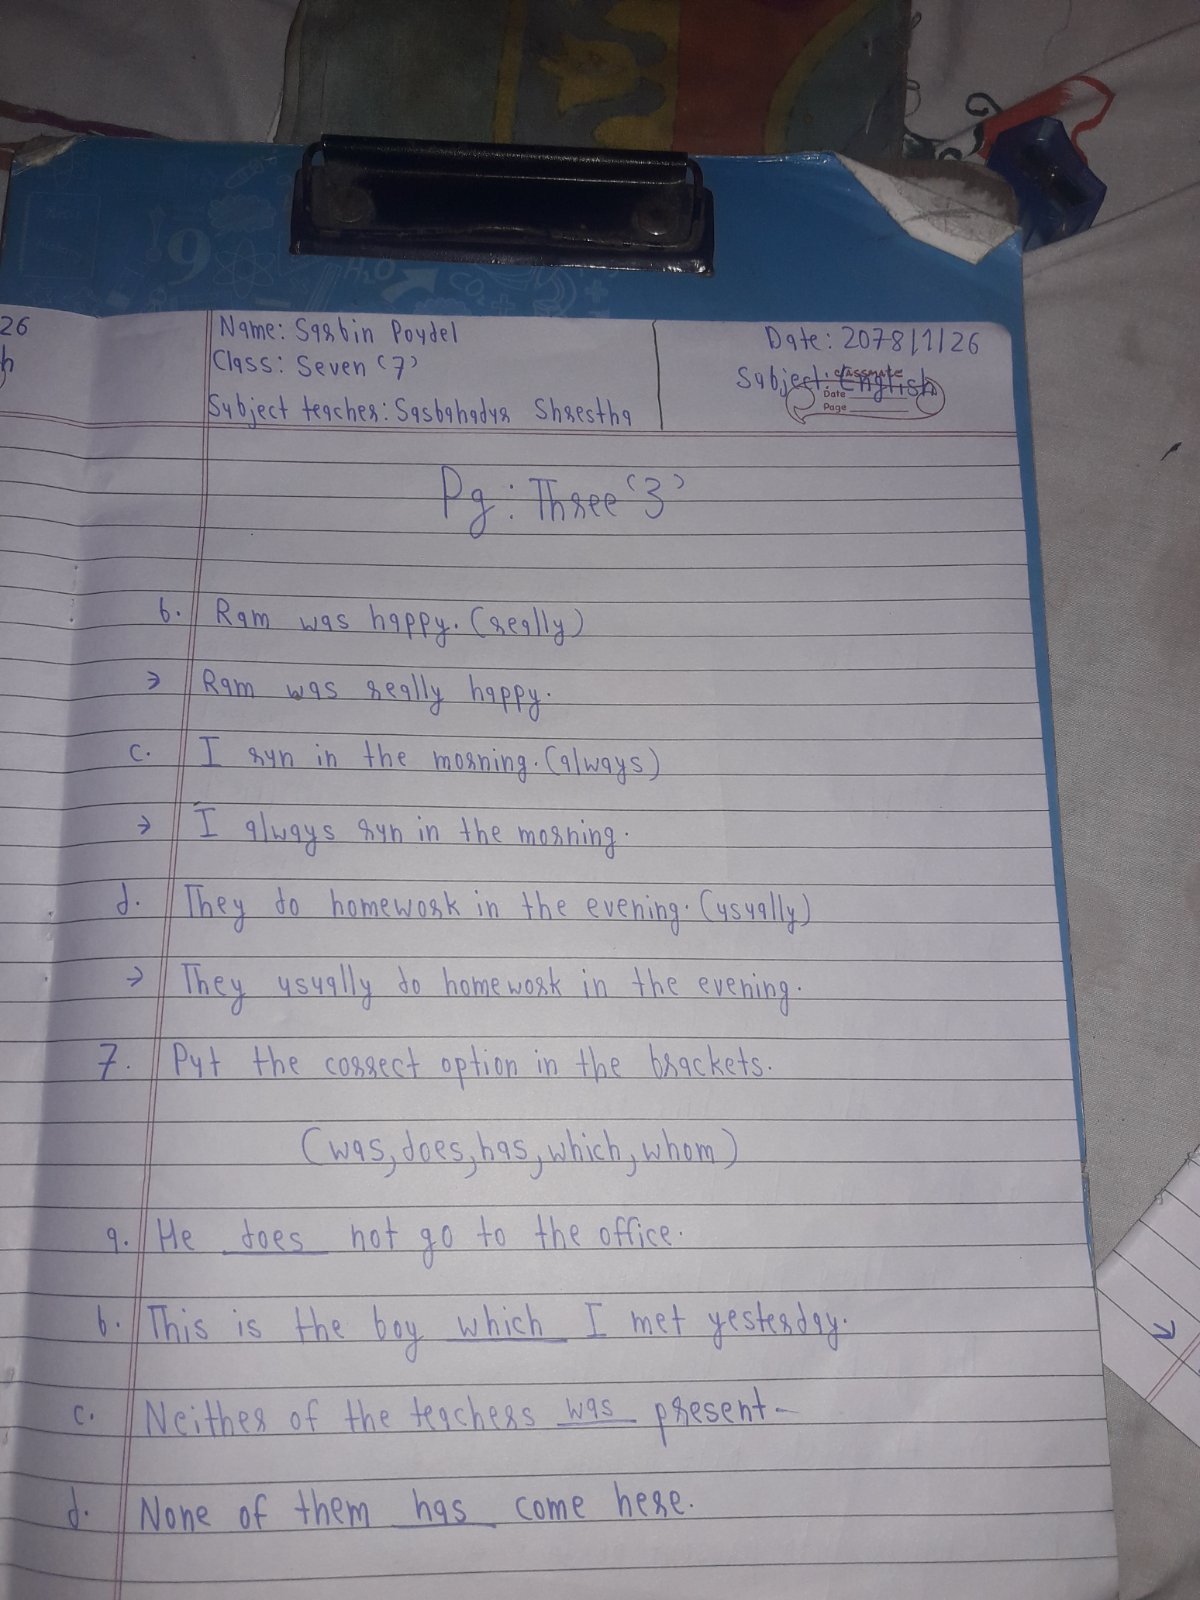 26
h
Name: Sarbin Poudel
Class: Seven (7)
Subject teacher: Sasbahadur Shrestha
Date: 2078/1/26
Subject: English
classmate
Date
Page
Pg: Three (3)
b. Ram was happy. (really)
→ Ram was really happy.
c. I run in the morning. (always)
→ I always run in the morning.
d. They do homework in the evening. (usually)
→ They usually do homework in the evening.
7. Put the correct option in the brackets.
(was, does, has, which, whom)
a. He does not go to the office.
b. This is the boy which I met yesterday.
c. Neither of the teachers was present-
d. None of them has come here.